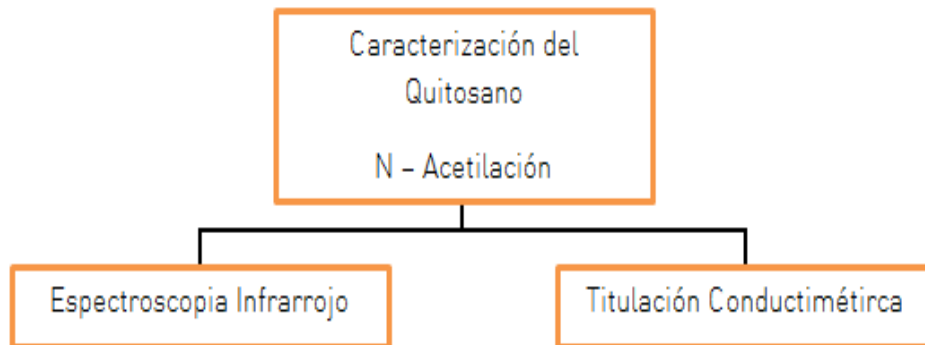 Caracterización del
Quitosano
N – Acetilación
Espectroscopia Infrarrojo
Titulación Conductimétirca